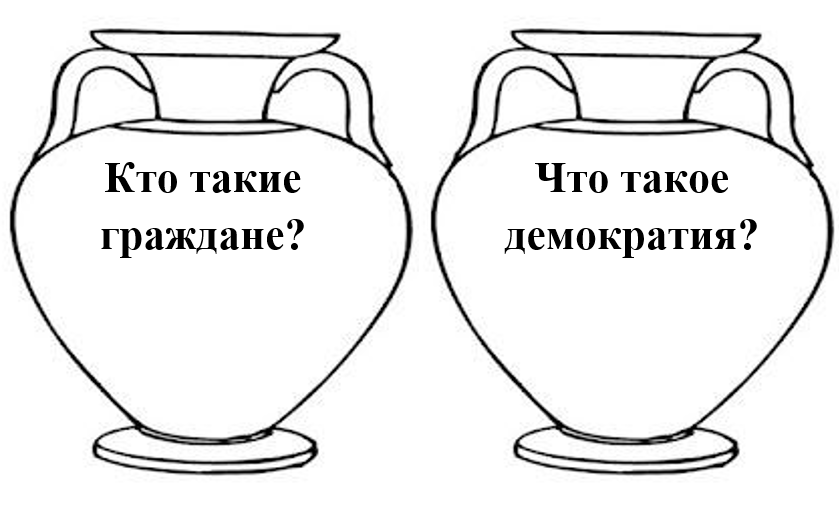 Кто такие
граждане?
Что такое
демократия?